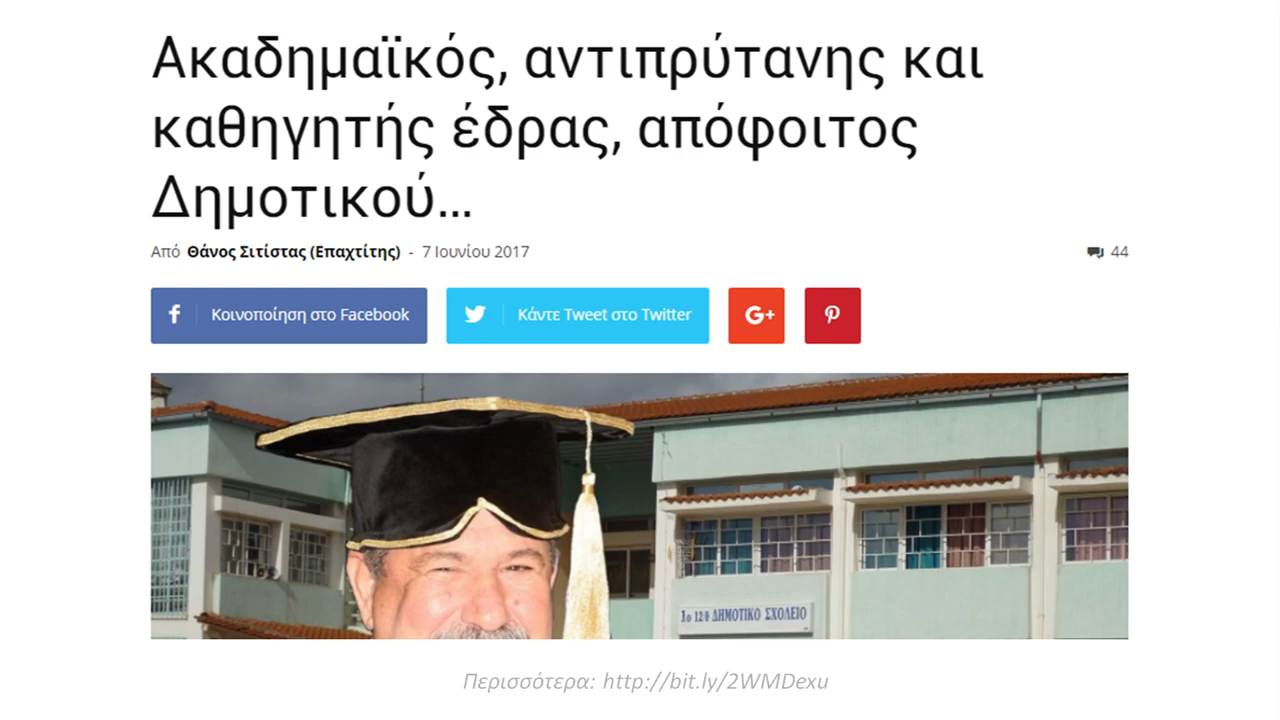 Ακαδημαϊκός, αντιπρύτανης και
καθηγητής έδρας, απόφοιτος
Δημοτικού...
Από Θάνος Σιτίστας (Επαχτίτης) - 7 Ιουνίου 2017 44
Κοινοποίηση στο Facebook
Κάντε Tweet στο Twitter
G+
1ο 12θ ΔΗΜΟΤΙΚΟ ΣΧΟΛΕΙΟ
Περισσότερα: http://bit.ly/2WMDexu